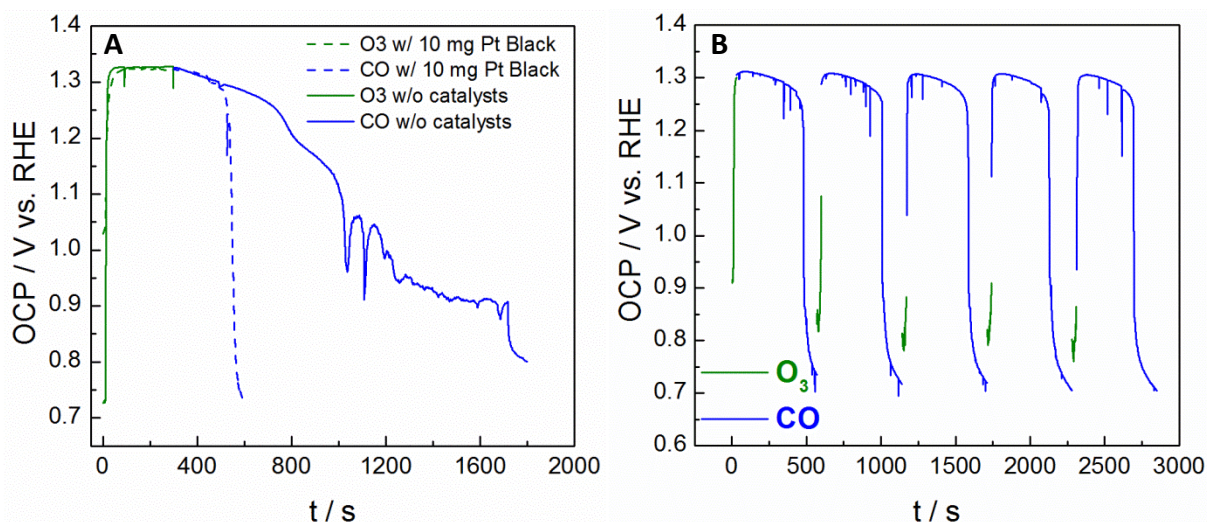 A
O3 w/ 10 mg Pt Black
CO w/ 10 mg Pt Black
O3 w/o catalysts
CO w/o catalysts
OCP / V vs. RHE
1.4
1.3
1.2
1.1
1.0
0.9
0.8
0.7
0 400 800 1200 1600 2000
t / s
B
OCP / V vs. RHE
1.4
1.3
1.2
1.1
1.0
0.9
0.8
0.7
0.6
O3
CO
0 500 1000 1500 2000 2500 3000
t / s